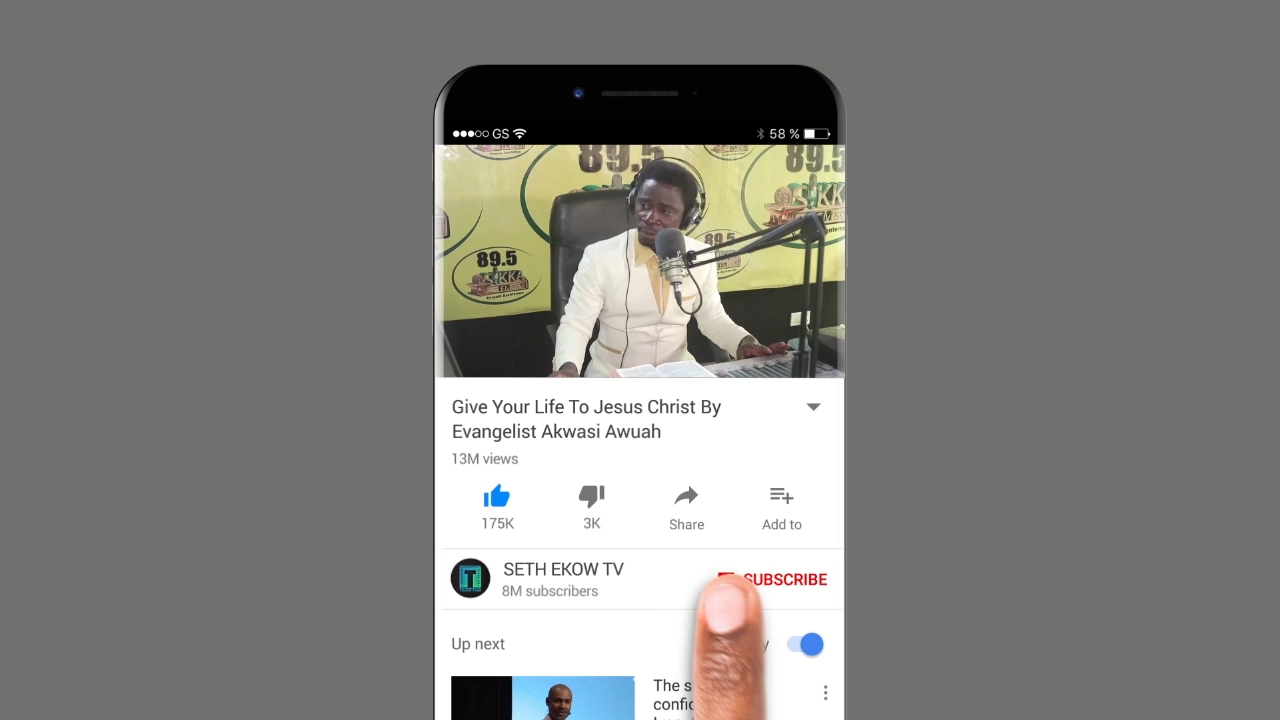 GS
58 %
89.5
89.5
89.5
89.5
SIKKA
Give Your Life To Jesus Christ By
Evangelist Akwasi Awuah
13M views
175K
3K
Share
Add to
SETH EKOW TV
8M subscribers
SUBSCRIBE
Up next
The